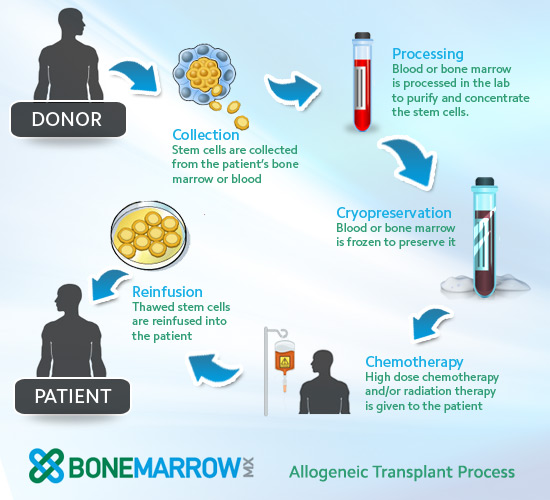 DONOR
Collection
Stem cells are collected
from the patient's bone
marrow or blood
Processing
Blood or bone marrow
is processed in the lab
to purify and concentrate
the stem cells.
Cryopreservation
Blood or bone marrow
is frozen to preserve it
Chemotherapy
High dose chemotherapy
and/or radiation therapy
is given to the patient
Reinfusion
Thawed stem cells
are reinfused into
the patient
PATIENT
BONEMARROW MX
Allogeneic Transplant Process